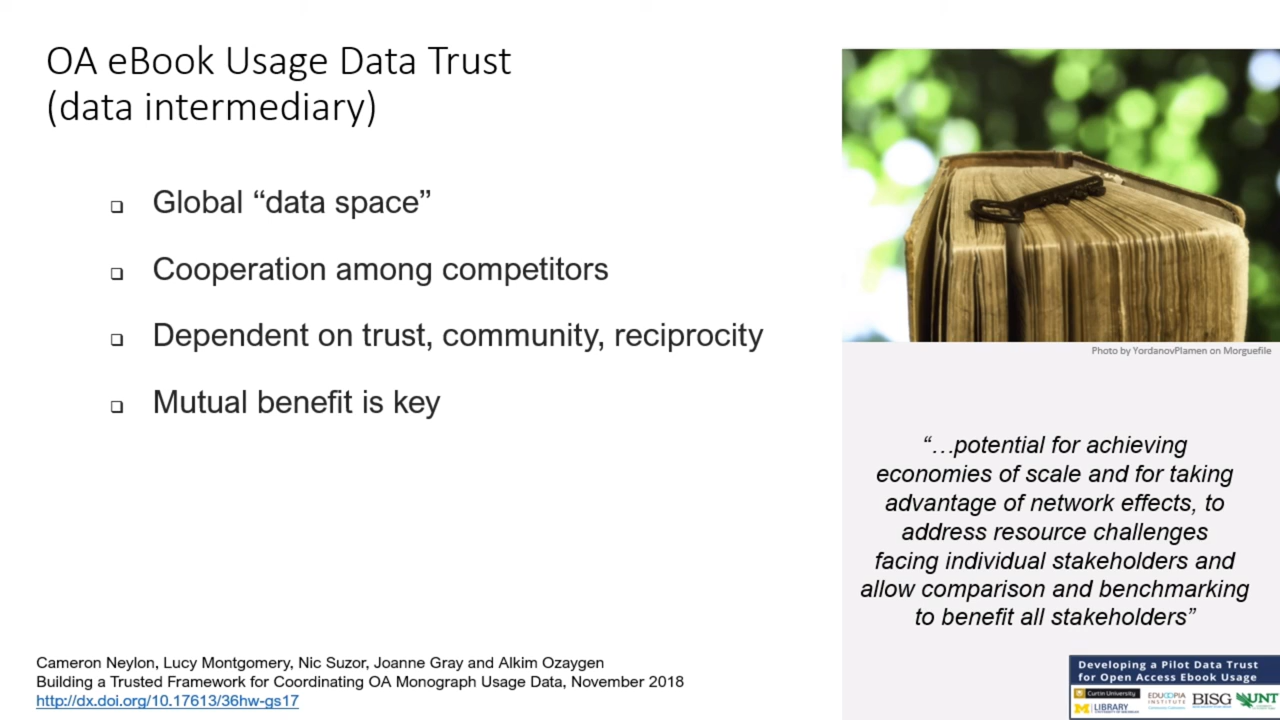 OA eBook Usage Data Trust
(data intermediary)
Global “data space”
Cooperation among competitors
Dependent on trust, community, reciprocity
Mutual benefit is key
Photo by YordanovPlamen on Morguefile
“…potential for achieving
economies of scale and for taking
advantage of network effects, to
address resource challenges
facing individual stakeholders and
allow comparison and benchmarking
to benefit all stakeholders”
Cameron Neylon, Lucy Montgomery, Nic Suzor, Joanne Gray and Alkim Ozaygen
Building a Trusted Framework for Coordinating OA Monograph Usage Data, November 2018
http://dx.doi.org/10.17613/36hw-gs17
Developing a Pilot Data Trust
for Open Access Ebook Usage
Curtin University
EDUCOPIA
INSTITUTE
BISG
UNT
M LIBRARY